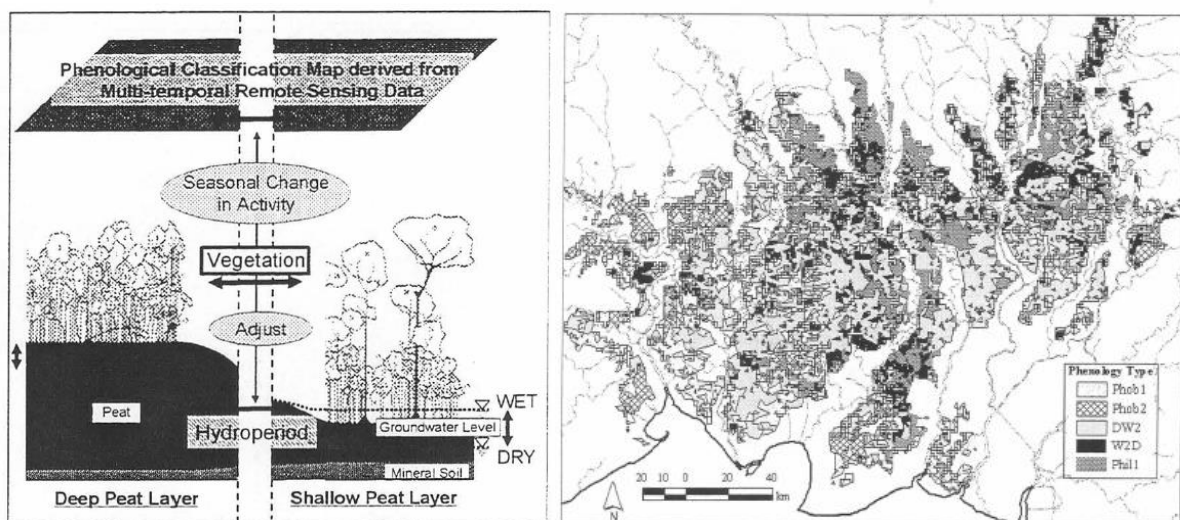 Phenological Classification Map derived from
Multi-temporal Remote Sensing Data
Seasonal Change
in Activity
Vegetation
Adjust
WET
Peat
Groundwater Level
Hydroperiod
DRY
Mineral Soil
Deep Peat Layer
Shallow Peat Layer
Phenology Type
Phob1
Phob2
DW2
W2D
Phil1
20 10 0 20 40
km
N